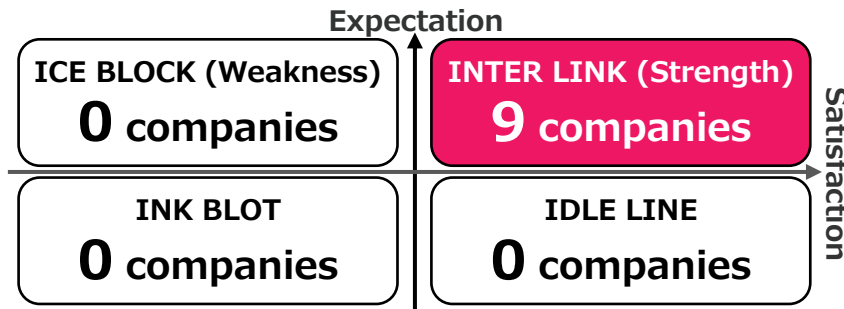 Expectation
ICE BLOCK (Weakness)
0 companies
INTER LINK (Strength)
9 companies
Satisfaction
INK BLOT
0 companies
IDLE LINE
0 companies